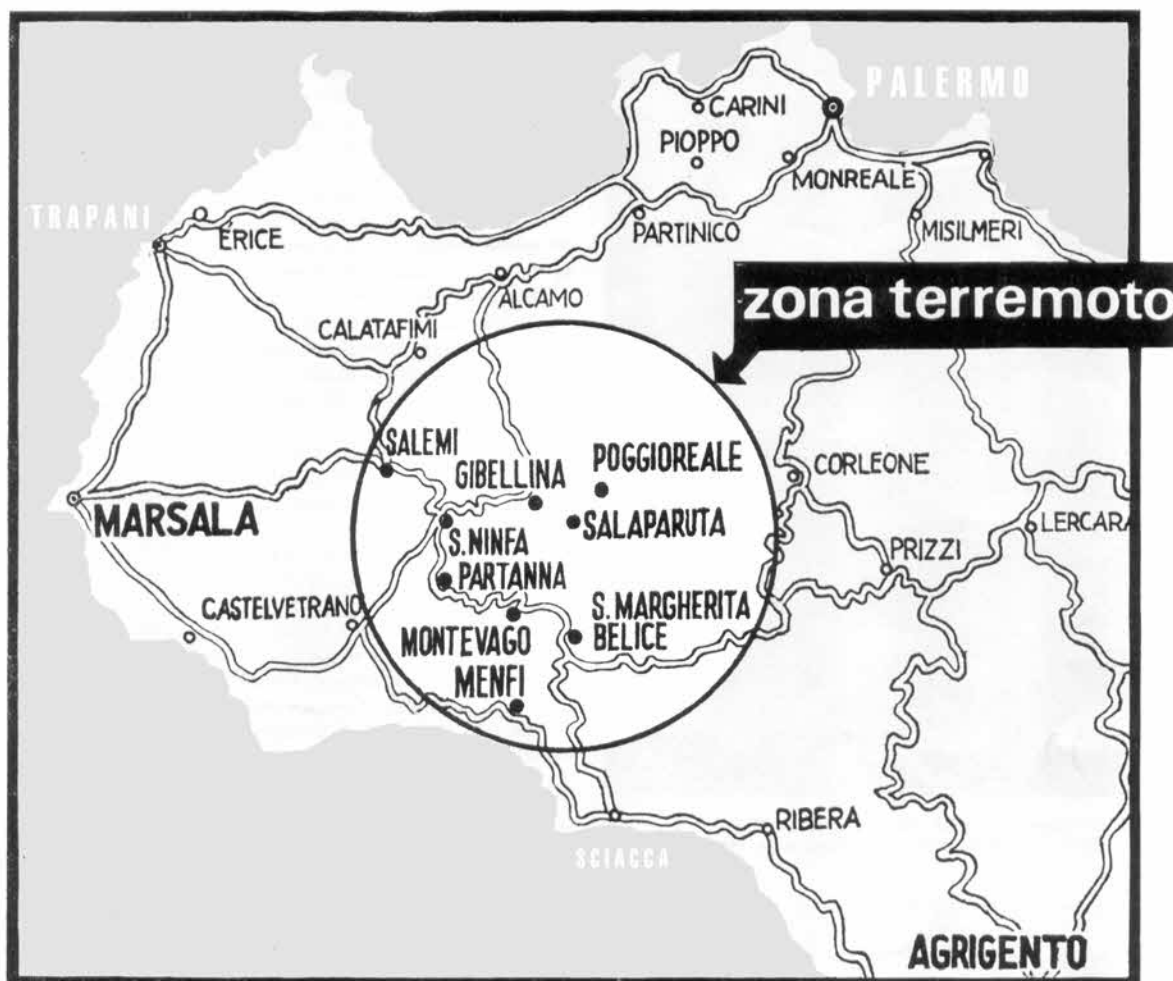 PALERMO
CARINI
PIOPPO
MONREALE
TRAPANI
ERICE
PARTINICO
MISILMERI
zona terremoto
ALCAMO
CALATAFIMI
SALEMI
GIBELLINA
POGGIOREALE
CORLEONE
MARSALA
SALAPARUTA
LERCARA
S.NINFA
PRIZZI
PARTANNA
CASTELVETRANO
S. MARGHERITA
BELICE
MONTEVAGO
MENFI
RIBERA
SCIACCA
AGRIGENTO